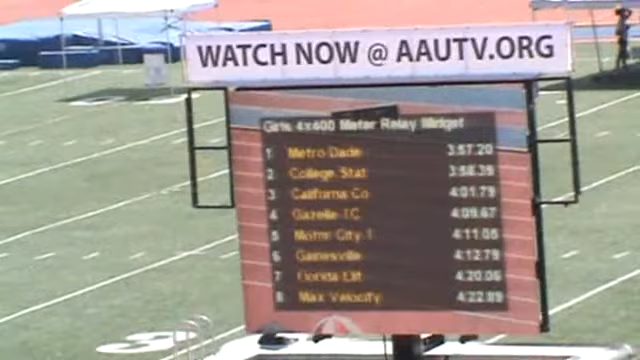 WATCH NOW @ AAUTV.ORG
Girls 4x400 Meter Relay Midget
1 Metro Dade 3:57.20
2 College Stat 3:58.39
3 California Co 4:01.79
4 Gazelle TC 4:09.67
5 Motor City T 4:11.05
6 Gainesville 4:12.79
7 Florida Elit 4:20.06
8 Max Velocity 4:22.89
3